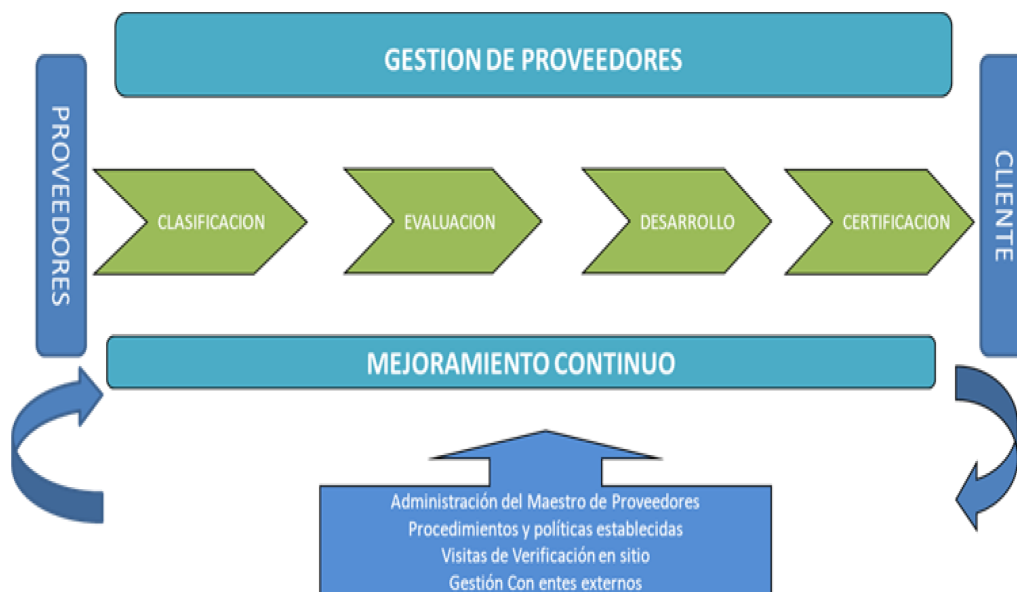 GESTION DE PROVEEDORES
PROVEEDORES
CLASIFICACION
EVALUACION
DESARROLLO
CERTIFICACION
CLIENTE
MEJORAMIENTO CONTINUO
Administración del Maestro de Proveedores
Procedimientos y políticas establecidas
Visitas de Verificación en sitio
Gestión Con entes externos